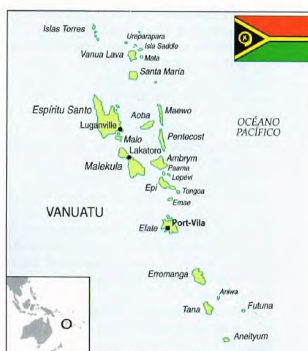 Islas Torres
Ureparapara
Isla Saddle
Vanua Lava
Mota
Santa María
Espíritu Santo
Aoba
Maewo
OCÉANO
PACÍFICO
Luganville
Malo
Pentecost
Lakatoro
Ambrym
Malekula
Paama
Lopévi
Epi
Tongoa
Emae
VANUATU
Efate
Port-Vila
Erromanga
Aniwa
Tana
Futuna
Aneityum